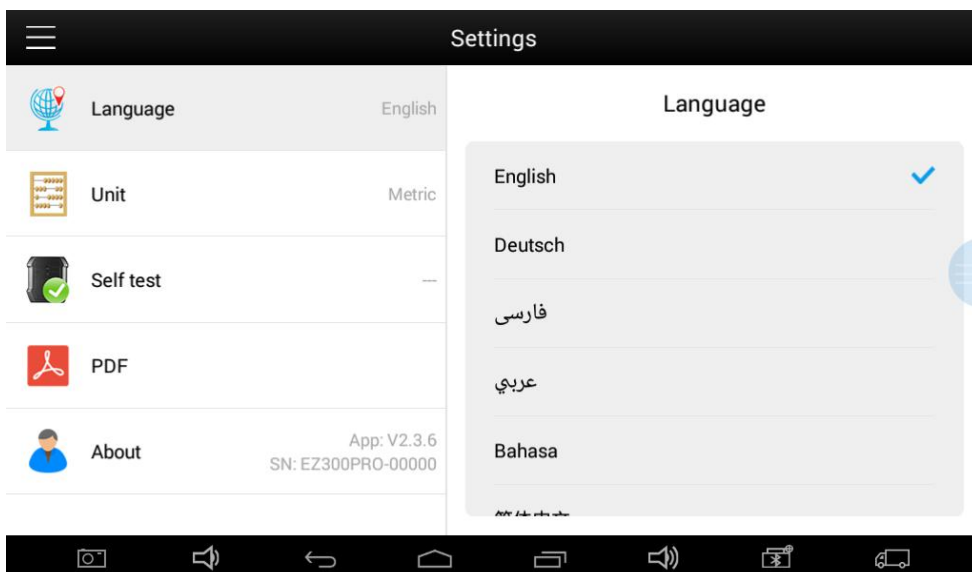 Settings
Language
English
Unit
Metric
Self test
---
PDF
About
App: V2.3.6
SN: EZ300PRO-00000
Language
English
Deutsch
فارسی
عربي
Bahasa